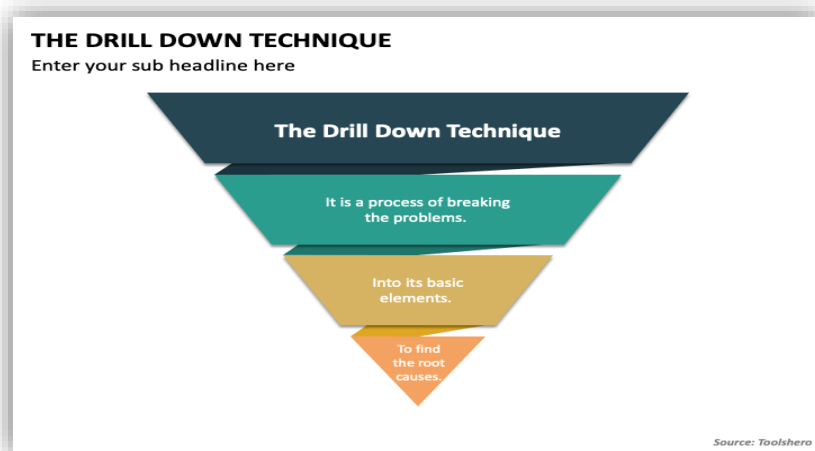 THE DRILL DOWN TECHNIQUE
Enter your sub headline here
The Drill Down Technique
It is a process of breaking
the problems.
Into its basic
elements.
To find
the root
causes.
Source: Toolshero